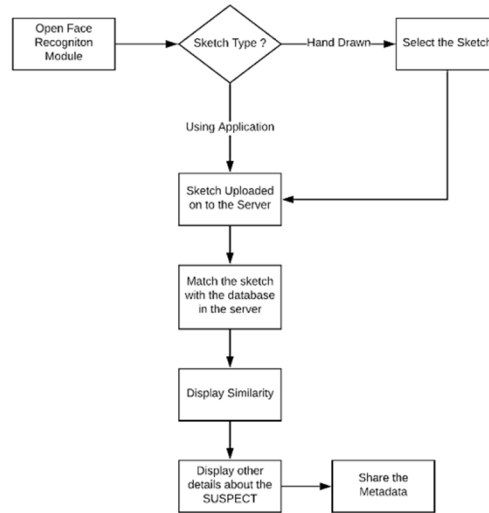 Open Face
Recogniton
Module
Sketch Type ?
Hand Drawn
Select the Sketch
Using Application
Sketch Uploaded
on to the Server
Match the sketch
with the database
in the server
Display Similarity
Display other
details about the
SUSPECT
Share the
Metadata